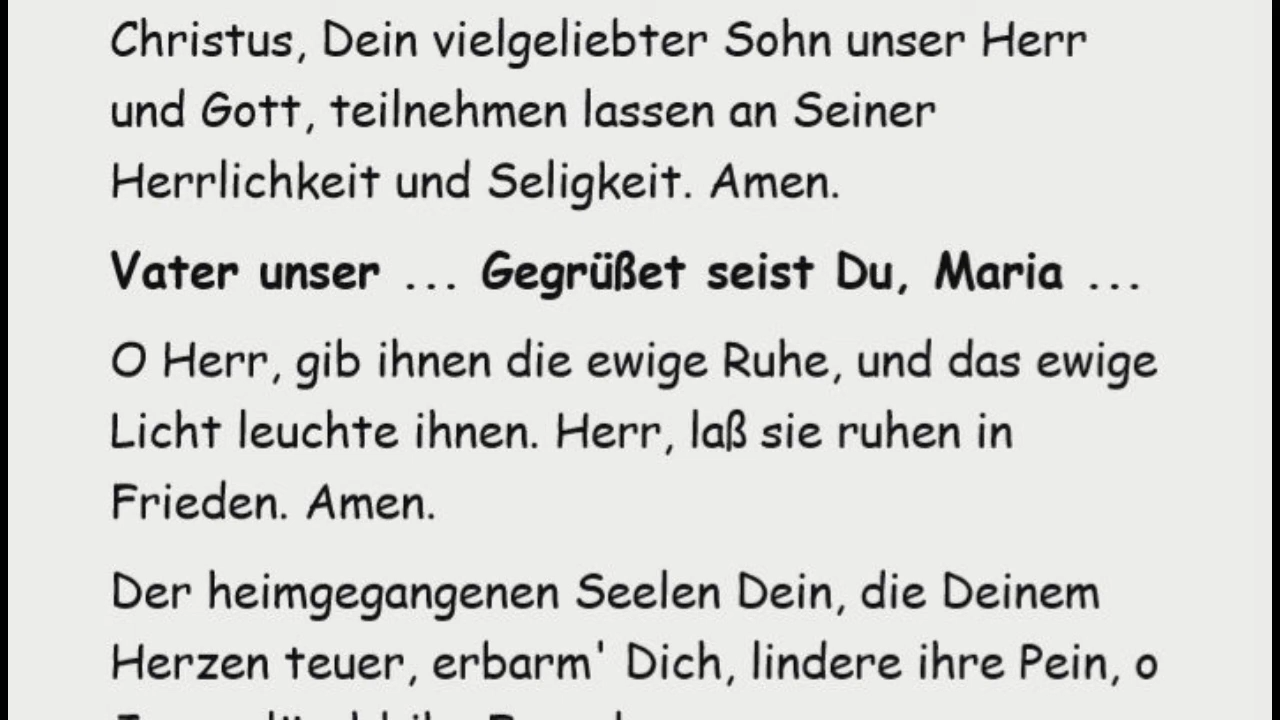 Christus, Dein vielgeliebter Sohn unser Herr
und Gott, teilnehmen lassen an Seiner
Herrlichkeit und Seligkeit. Amen.
Vater unser ... Gegrüßet seist Du, Maria ...
O Herr, gib ihnen die ewige Ruhe, und das ewige
Licht leuchte ihnen. Herr, laß sie ruhen in
Frieden. Amen.
Der heimgegangenen Seelen Dein, die Deinem
Herzen teuer, erbarm' Dich, lindere ihre Pein, o